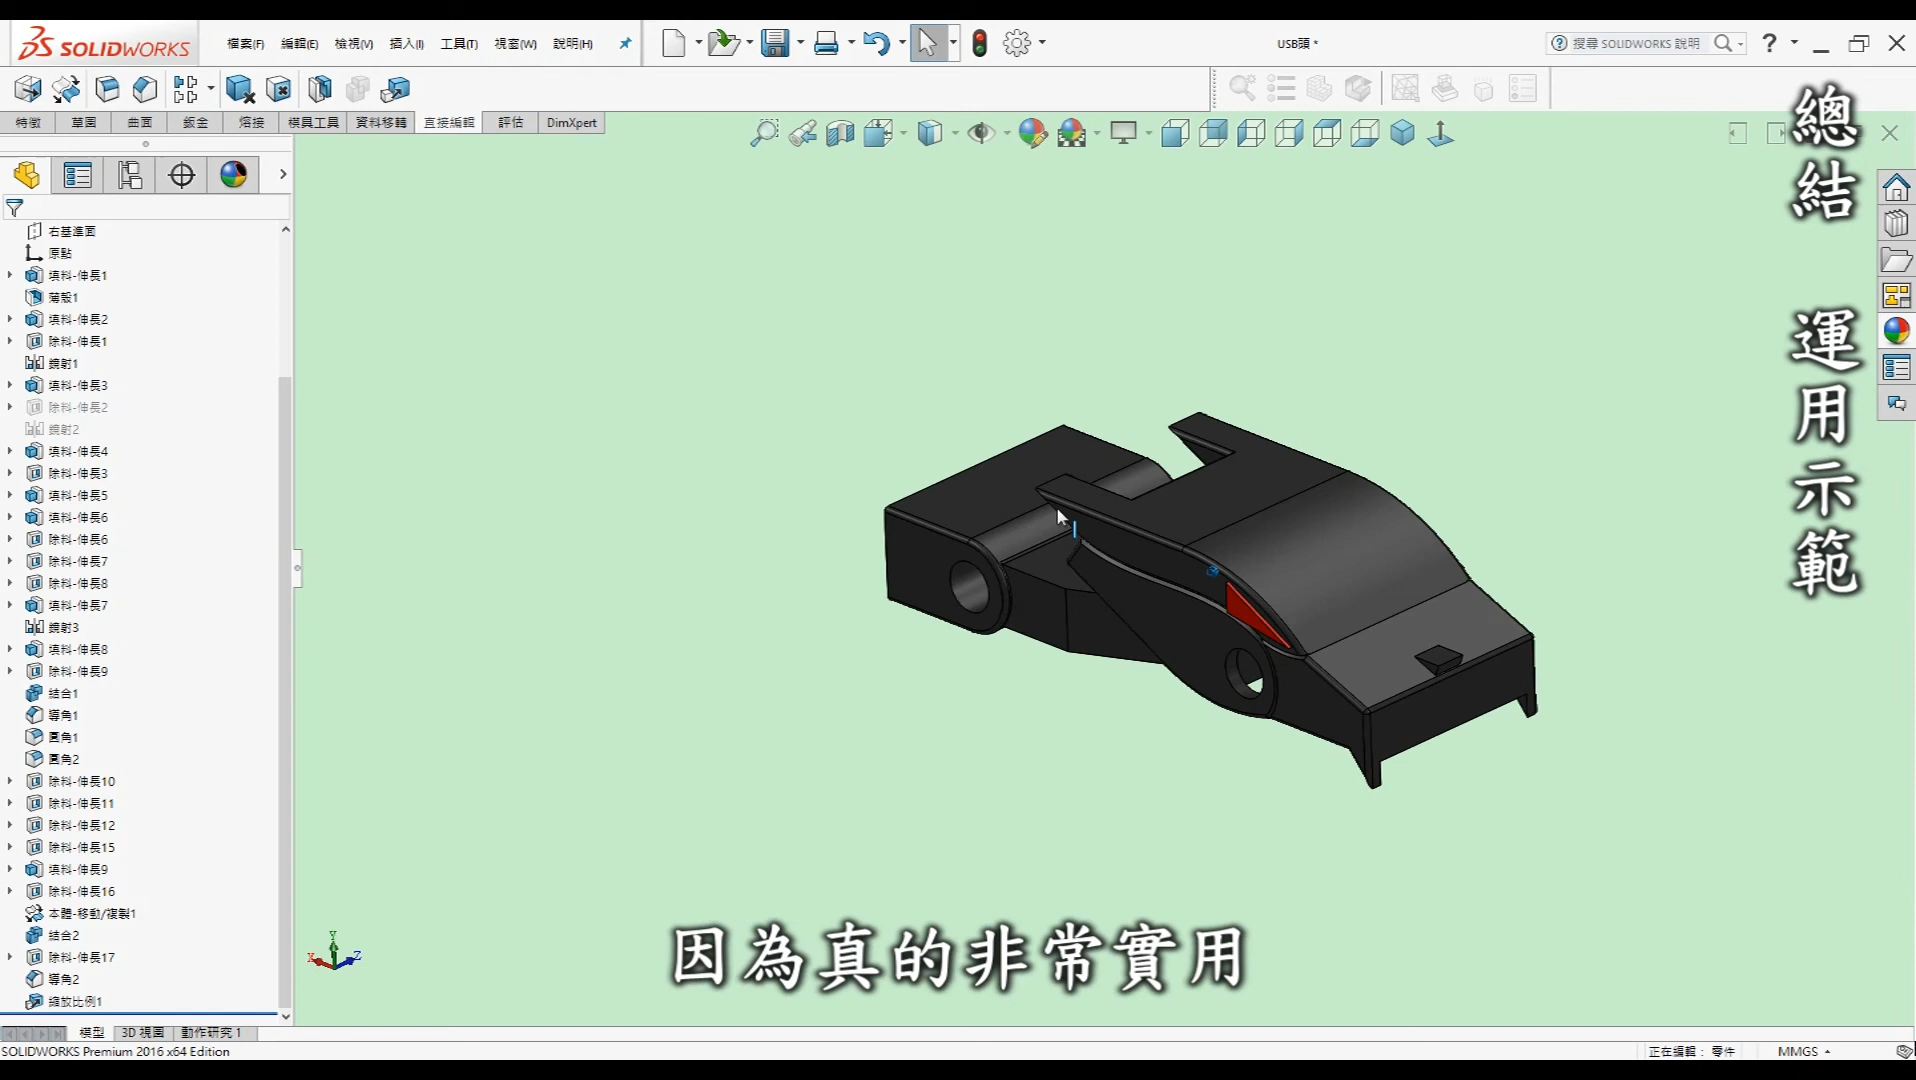 SOLIDWORKS
檔案(F)
編輯(E)
檢視(V)
插入(I)
工具(T)
視窗(W)
說明(H)
USB頭 *
搜尋 SOLIDWORKS 說明
特徵
草圖
曲面
鈑金
熔接
模具工具
資料移轉
直接編輯
評估
DimXpert
右基準面
原點
填料-伸長1
薄殼1
填料-伸長2
除料-伸長1
鏡射1
填料-伸長3
除料-伸長2
鏡射2
填料-伸長4
除料-伸長3
填料-伸長5
填料-伸長6
除料-伸長6
除料-伸長7
除料-伸長8
填料-伸長7
鏡射3
填料-伸長8
除料-伸長9
結合1
導角1
圓角1
圓角2
除料-伸長10
除料-伸長11
除料-伸長12
除料-伸長15
填料-伸長9
除料-伸長16
本體-移動/複製1
結合2
除料-伸長17
導角2
縮放比例1
總結 運用示範
Y
X
Z
因為真的非常實用
模型
3D 視圖
動作研究 1
SOLIDWORKS Premium 2016 x64 Edition
正在編輯：零件
MMGS